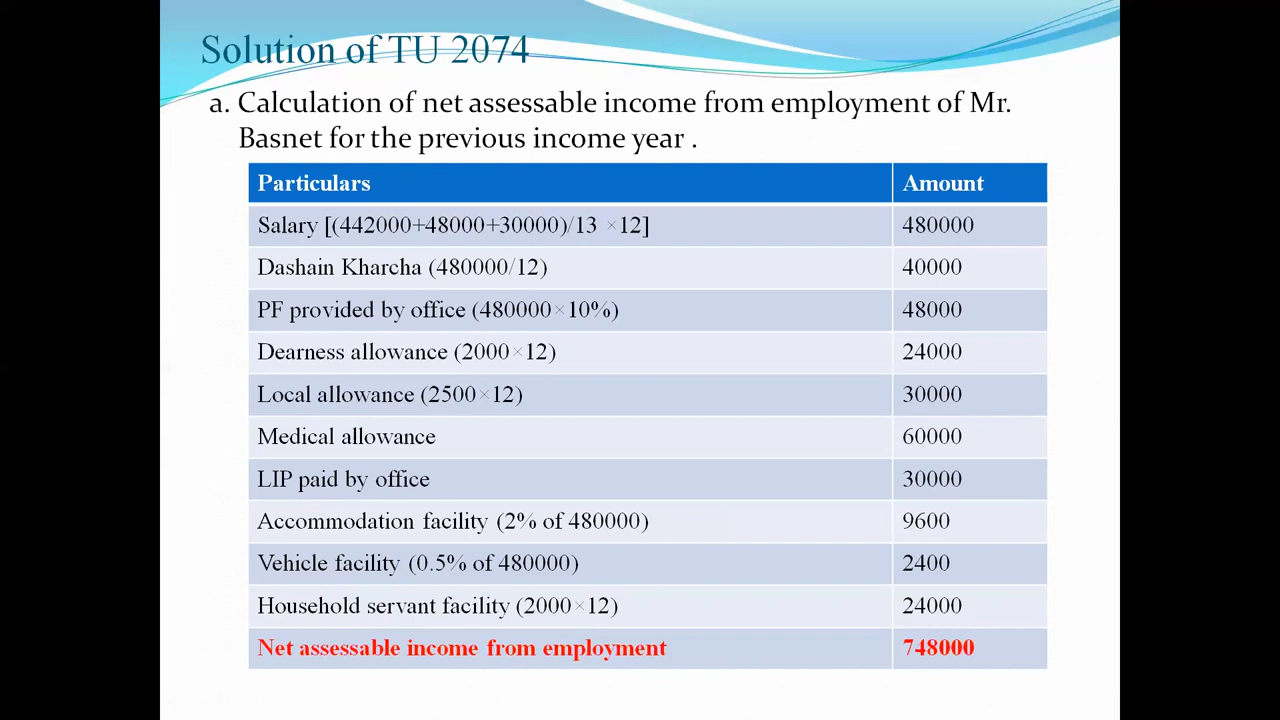 Solution of TU 2074
a. Calculation of net assessable income from employment of Mr.
Basnet for the previous income year .
Particulars Amount
Salary [(442000+48000+30000)/13 ×12] 480000
Dashain Kharcha (480000/12) 40000
PF provided by office (480000×10%) 48000
Dearness allowance (2000×12) 24000
Local allowance (2500×12) 30000
Medical allowance 60000
LIP paid by office 30000
Accommodation facility (2% of 480000) 9600
Vehicle facility (0.5% of 480000) 2400
Household servant facility (2000×12) 24000
Net assessable income from employment 748000